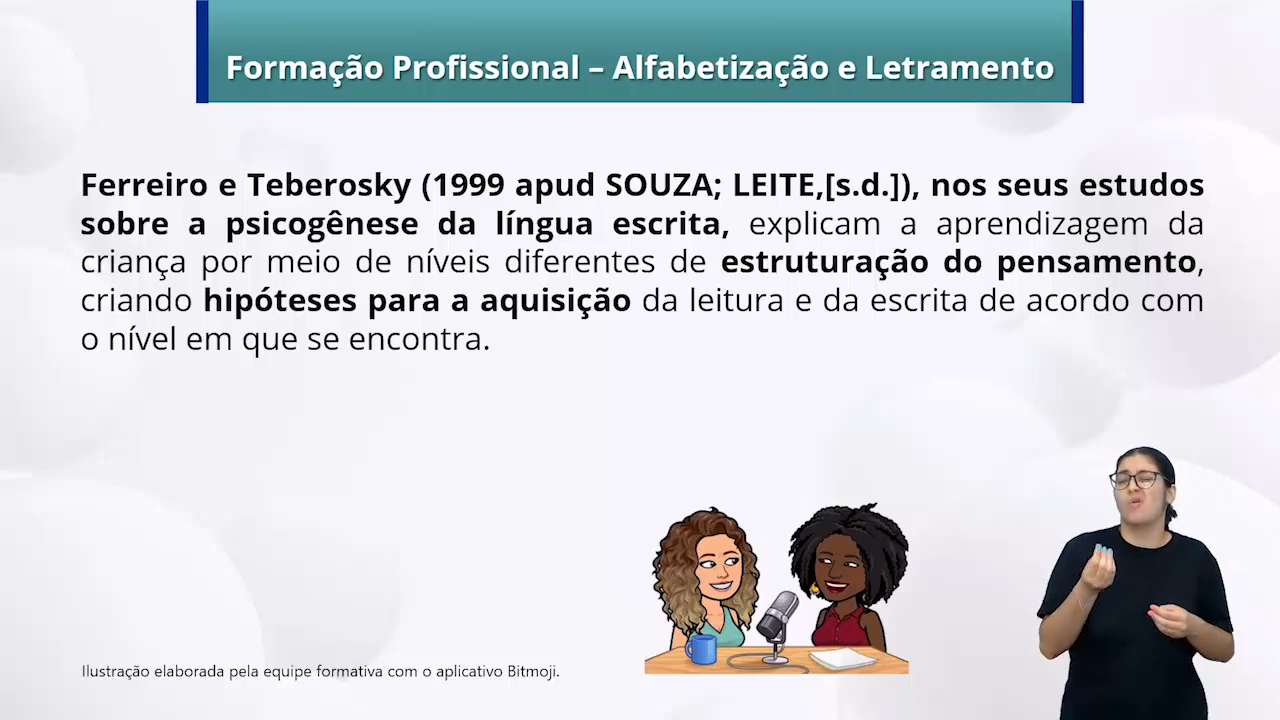 Formação Profissional – Alfabetização e Letramento
Ferreiro e Teberosky (1999 apud SOUZA; LEITE,[s.d.]), nos seus estudos
sobre a psicogênese da língua escrita, explicam a aprendizagem da
criança por meio de níveis diferentes de estruturação do pensamento,
criando hipóteses para a aquisição da leitura e da escrita de acordo com
o nível em que se encontra.
Ilustração elaborada pela equipe formativa com o aplicativo Bitmoji.